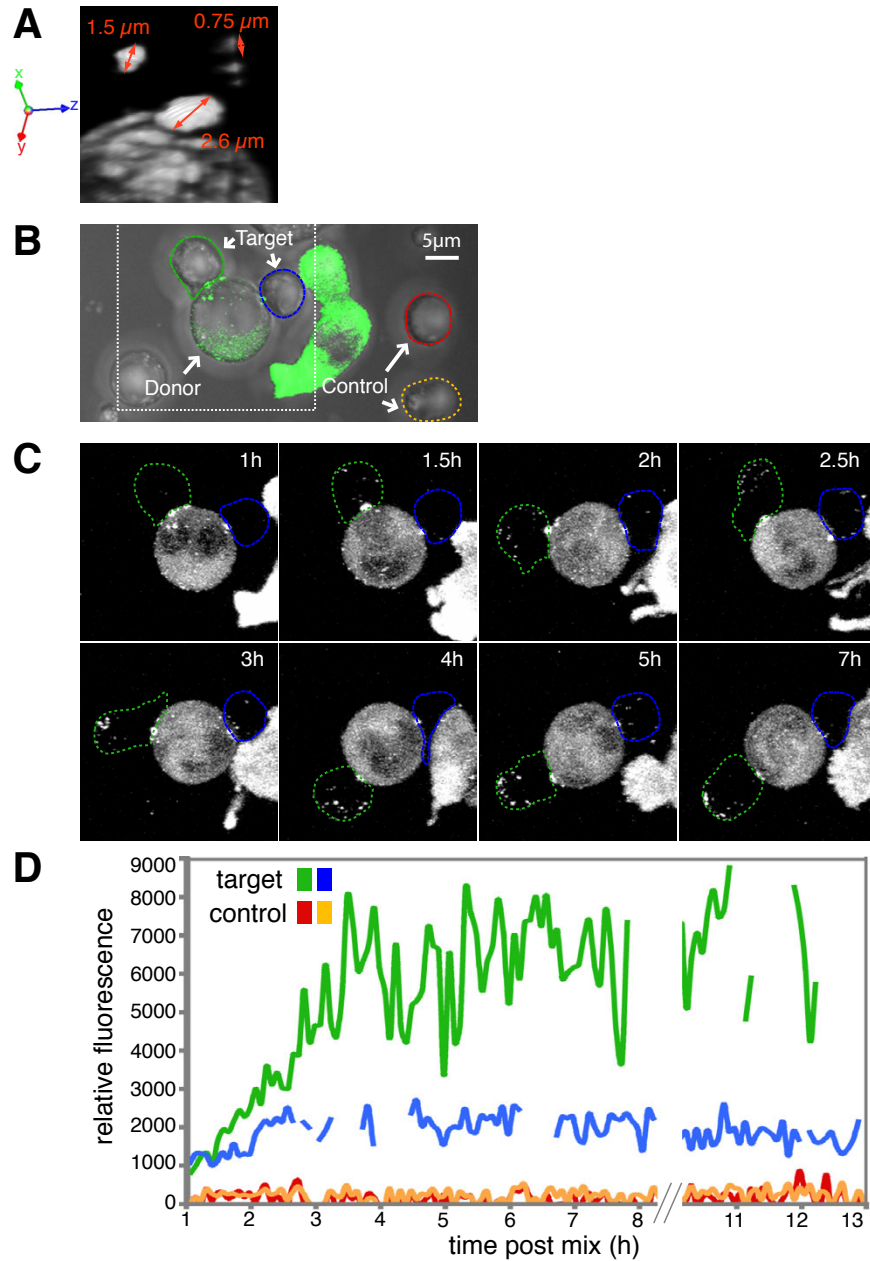 A
1.5 µm
0.75 µm
2.6 µm
x
z
y
B
Target
5µm
Donor
Control
C
1h
1.5h
2h
2.5h
3h
4h
5h
7h
D
target
control
relative fluorescence
9000
8000
7000
6000
5000
4000
3000
2000
1000
0
1 2 3 4 5 6 7 8 11 12 13
time post mix (h)